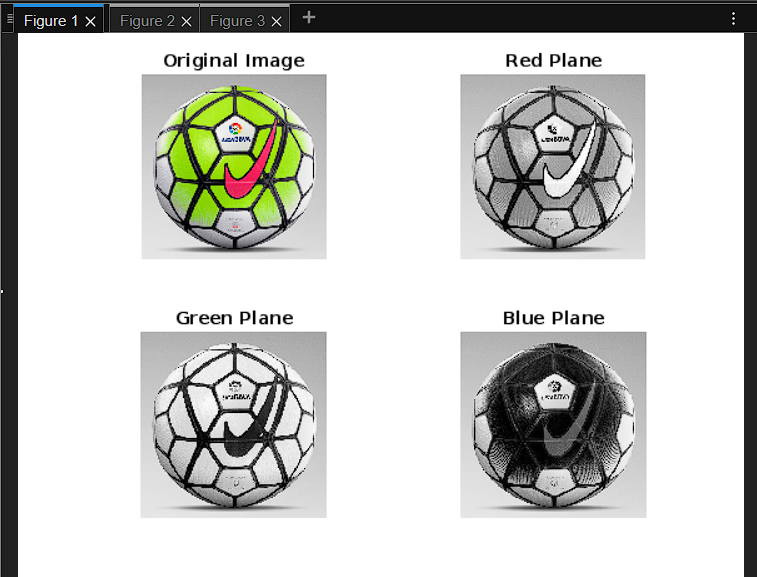 Figure 1 × Figure 2 × Figure 3 × +
Original Image
Red Plane
Green Plane
Blue Plane